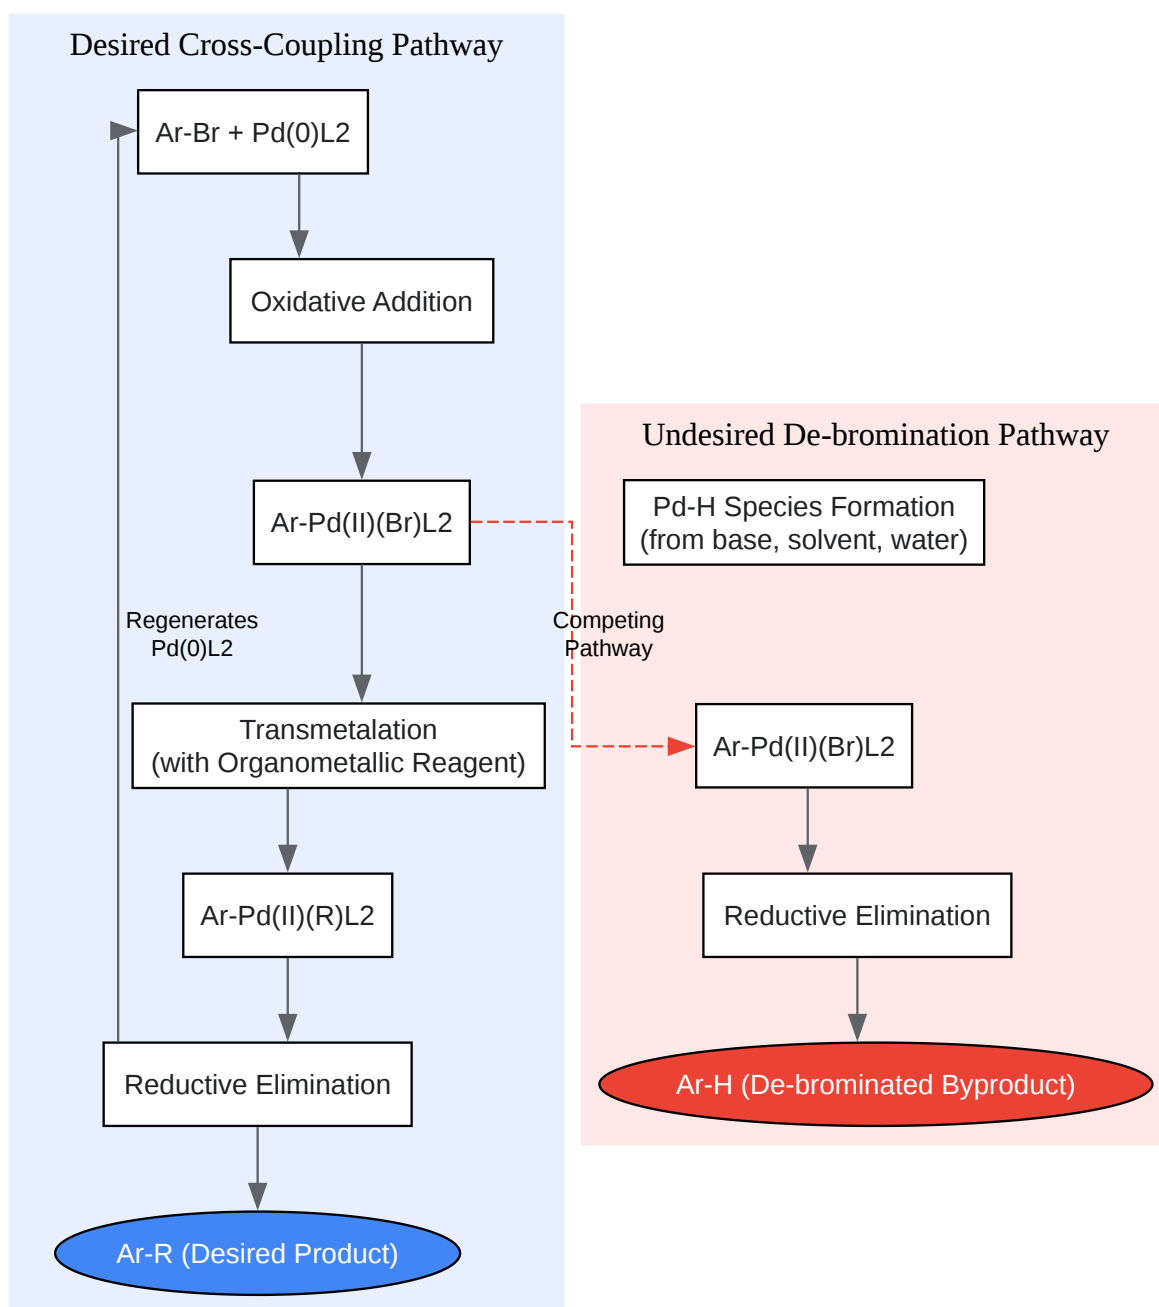 Desired Cross-Coupling Pathway
Ar-Br + Pd(0)L2
Oxidative Addition
Ar-Pd(II)(Br)L2
Regenerates
Pd(0)L2
Transmetalation
(with Organometallic Reagent)
Ar-Pd(II)(R)L2
Reductive Elimination
Ar-R (Desired Product)
Competing
Pathway
Undesired De-bromination Pathway
Pd-H Species Formation
(from base, solvent, water)
Ar-Pd(II)(Br)L2
Reductive Elimination
Ar-H (De-brominated Byproduct)